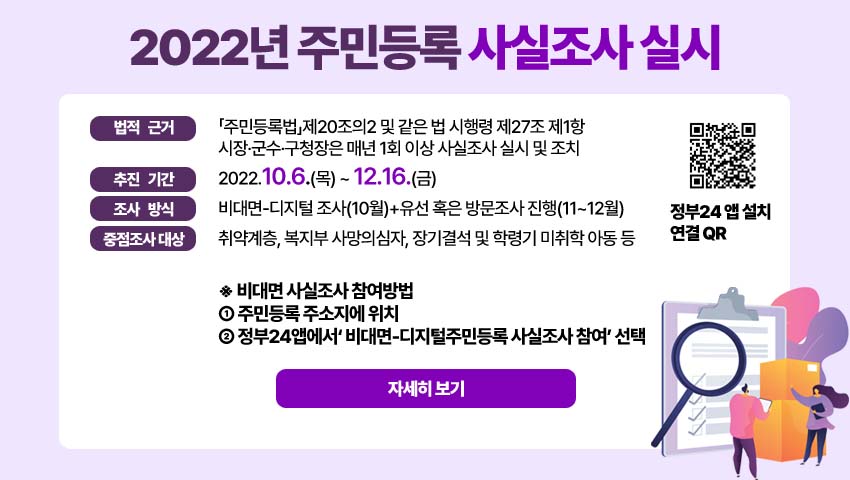 2022년 주민등록 사실조사 실시
법적 근거
「주민등록법」제20조의2 및 같은 법 시행령 제27조 제1항
시장·군수·구청장은 매년 1회 이상 사실조사 실시 및 조치
추진 기간
2022.10.6.(목) ~ 12.16.(금)
조사 방식
비대면-디지털 조사(10월)+유선 혹은 방문조사 진행(11~12월)
중점조사 대상
취약계층, 복지부 사망의심자, 장기결석 및 학령기 미취학 아동 등
정부24 앱 설치
연결 QR
※ 비대면 사실조사 참여방법
① 주민등록 주소지에 위치
② 정부24앱에서‘ 비대면-디지털주민등록 사실조사 참여’ 선택
자세히 보기